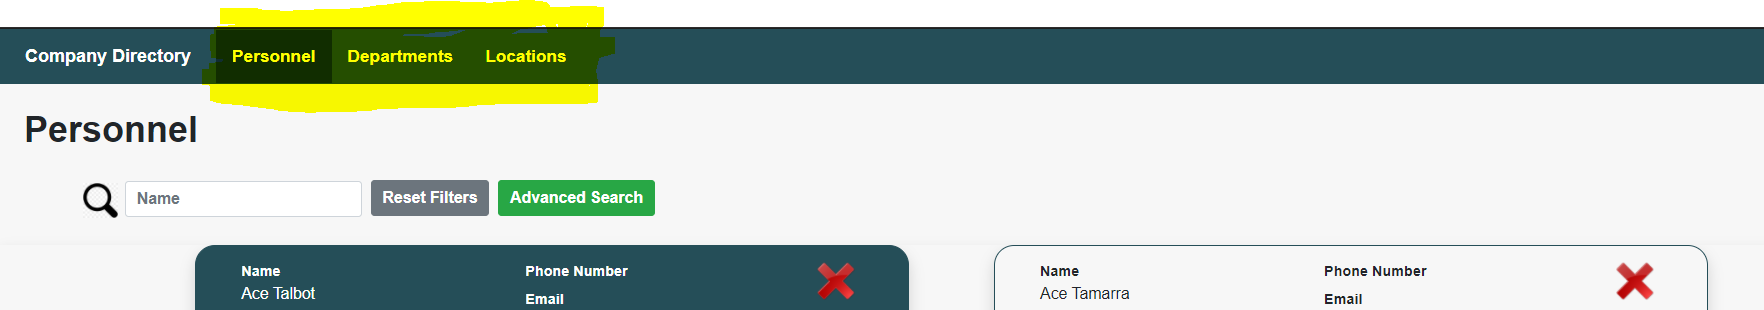 Company Directory Personnel Departments Locations
Personnel
Name Reset Filters Advanced Search
Name Phone Number Name Phone Number
Ace Talbot Ace Tamarra
Email Email